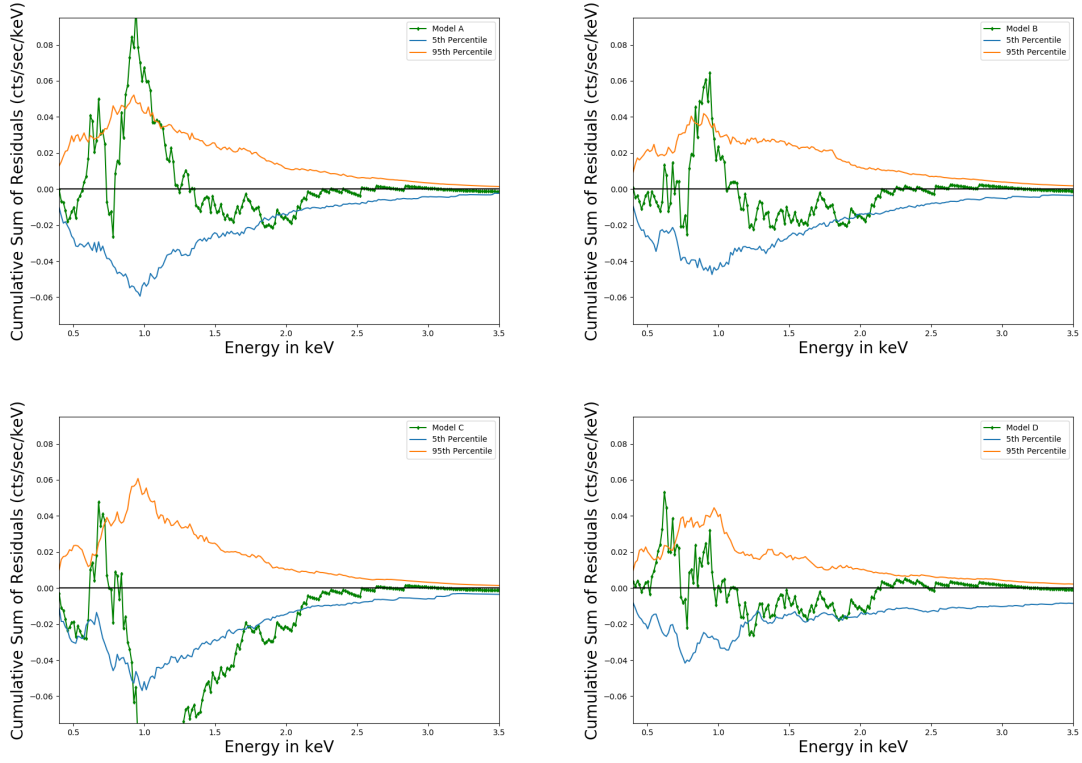 Cumulative Sum of Residuals (cts/sec/keV)
0.08
0.06
0.04
0.02
0.00
−0.02
−0.04
−0.06
Model A
5th Percentile
95th Percentile
0.5 1.0 1.5 2.0 2.5 3.0 3.5
Energy in keV
Cumulative Sum of Residuals (cts/sec/keV)
0.08
0.06
0.04
0.02
0.00
−0.02
−0.04
−0.06
Model B
5th Percentile
95th Percentile
0.5 1.0 1.5 2.0 2.5 3.0 3.5
Energy in keV
Cumulative Sum of Residuals (cts/sec/keV)
0.08
0.06
0.04
0.02
0.00
−0.02
−0.04
−0.06
Model C
5th Percentile
95th Percentile
0.5 1.0 1.5 2.0 2.5 3.0 3.5
Energy in keV
Cumulative Sum of Residuals (cts/sec/keV)
0.08
0.06
0.04
0.02
0.00
−0.02
−0.04
−0.06
Model D
5th Percentile
95th Percentile
0.5 1.0 1.5 2.0 2.5 3.0 3.5
Energy in keV